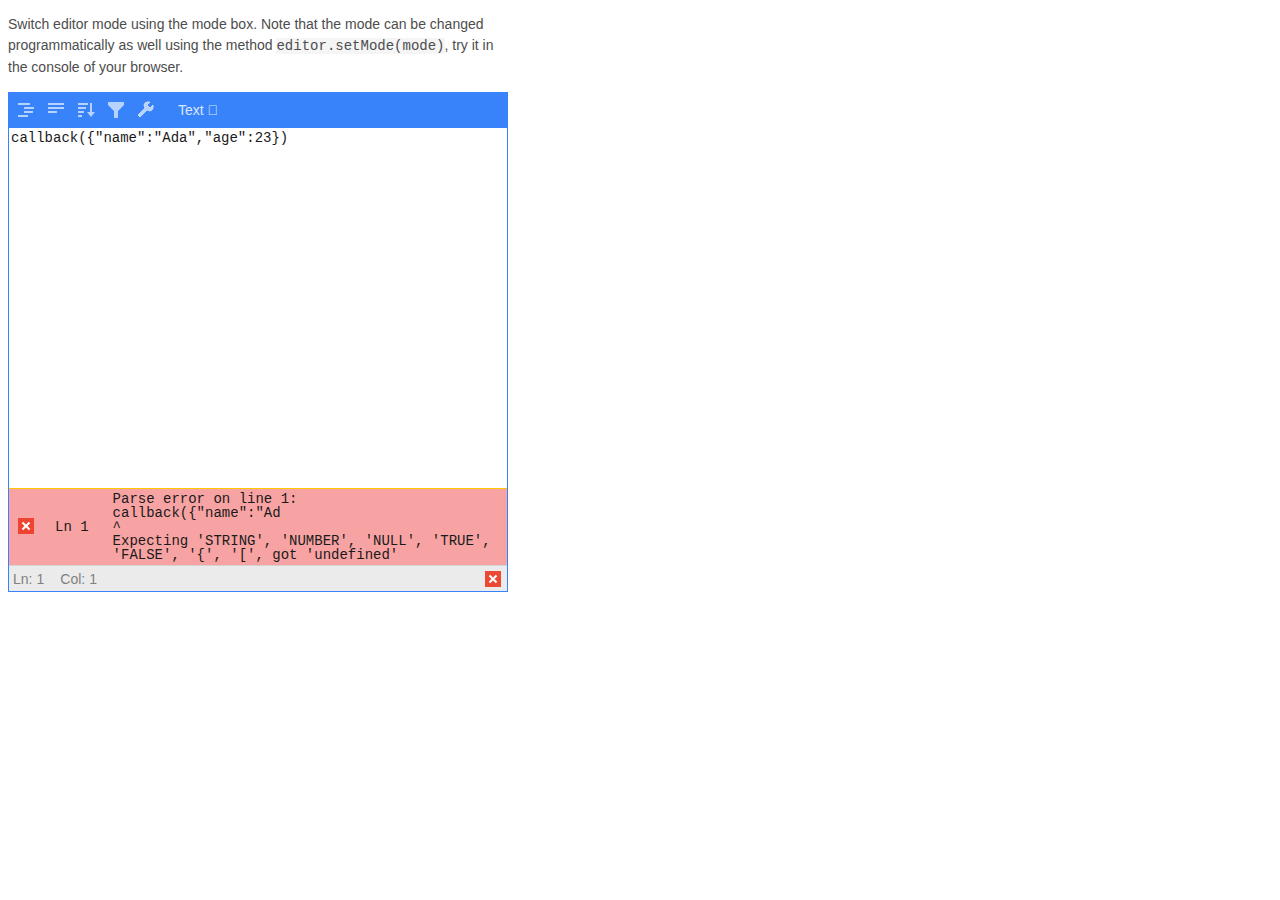 Switch editor mode using the mode box. Note that the mode can be changed
programmatically as well using the method editor.setMode(mode), try it in
the console of your browser.
Text
callback({"name":"Ada","age":23})
Ln 1
Parse error on line 1:
callback({"name":"Ad
^
Expecting 'STRING', 'NUMBER', 'NULL', 'TRUE',
'FALSE', '{', '[', got 'undefined'
Ln: 1 Col: 1